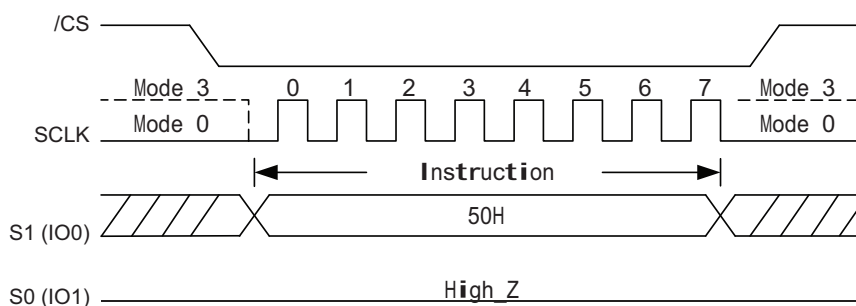 /CS
Mode 3 0 1 2 3 4 5 6 7 Mode 3
SCLK Mode 0 Mode 0
Instruction
S1 (IO0) 50H
S0 (IO1) High_Z